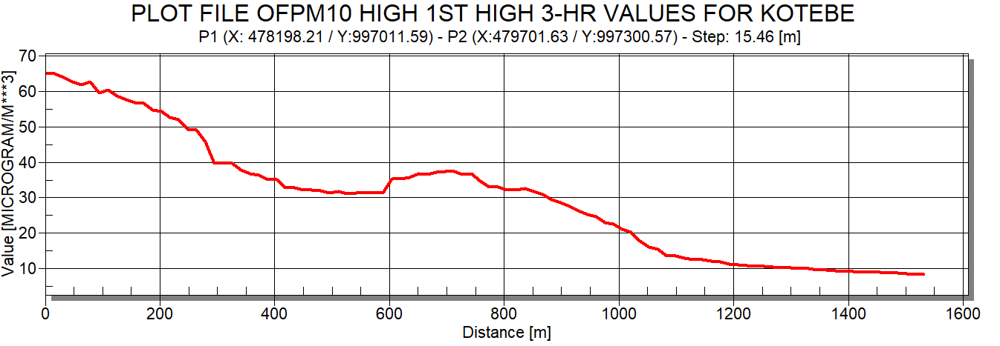 PLOT FILE OFPM10 HIGH 1ST HIGH 3-HR VALUES FOR KOTEBE
P1 (X: 478198.21 / Y:997011.59) - P2 (X:479701.63 / Y:997300.57) - Step: 15.46 [m]
Value [MICROGRAM/M***3]
70
60
50
40
30
20
10
0 200 400 600 800 1000 1200 1400 1600
Distance [m]